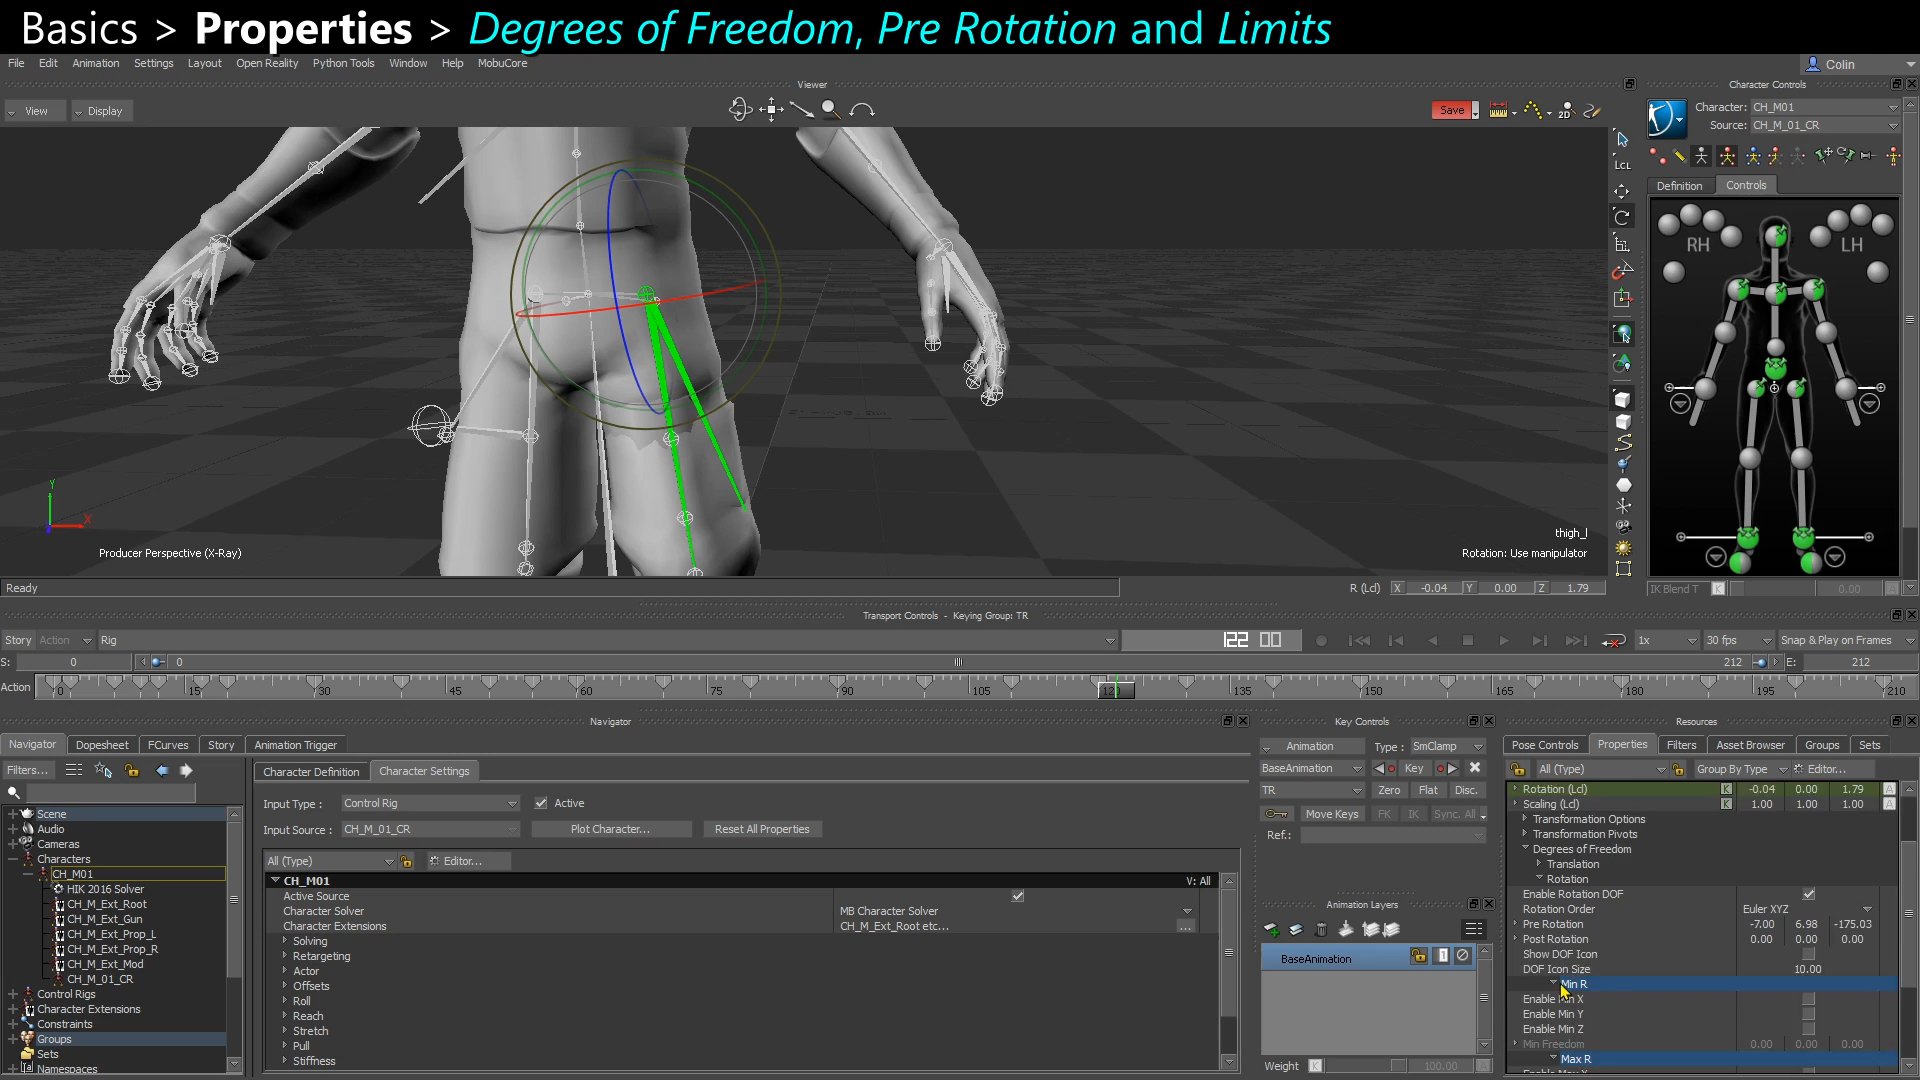 Basics > Properties > Degrees of Freedom, Pre Rotation and Limits
File Edit Animation Settings Layout Open Reality Python Tools Window Help MobuCore
Colin
Viewer
Character Controls
View Display
Save
2D
Character: CH_M01
Source: CH_M_01_CR
LCL
Definition Controls
RH LH
Y
X
Producer Perspective (X-Ray)
thigh_l
Rotation: Use manipulator
Ready
R (Lcl) X -0.04 Y 0.00 Z 1.79
IK Blend T K 0.00 A
Transport Controls - Keying Group: TR
Story Action Rig
122 00
1x 30 fps Snap & Play on Frames
S: 0 0 212 E: 212
Action 0 15 30 45 60 75 90 105 135 150 165 180 195 210
Navigator
Key Controls
Resources
Navigator Dopesheet FCurves Story Animation Trigger
Filters...
Scene
Audio
Cameras
Characters
CH_M01
HIK 2016 Solver
CH_M_Ext_Root
CH_M_Ext_Gun
CH_M_Ext_Prop_L
CH_M_Ext_Prop_R
CH_M_Ext_Mod
CH_M_01_CR
Control Rigs
Character Extensions
Constraints
Groups
Sets
Namespaces
Character Definition Character Settings
Input Type : Control Rig Active
Input Source : CH_M_01_CR Plot Character... Reset All Properties
All (Type) Editor...
CH_M01 V: All
Active Source
Character Solver MB Character Solver
Character Extensions CH_M_Ext_Root etc... ...
Solving
Retargeting
Actor
Offsets
Roll
Reach
Stretch
Pull
Stiffness
Animation Type : SmClamp
BaseAnimation Key
TR Zero Flat Disc.
Move Keys FK IK Sync. All
Ref.:
Animation Layers
BaseAnimation 1
Weight K 100.00 A
Pose Controls Properties Filters Asset Browser Groups Sets
All (Type) Group By Type Editor...
Rotation (Lcl) K -0.04 0.00 1.79 A
Scaling (Lcl) K 1.00 1.00 1.00 A
Transformation Options
Transformation Pivots
Degrees of Freedom
Translation
Rotation
Enable Rotation DOF
Rotation Order Euler XYZ
Pre Rotation -7.00 6.98 -175.03
Post Rotation 0.00 0.00 0.00
Show DOF Icon
DOF Icon Size 10.00
Min R
Enable Min X
Enable Min Y
Enable Min Z
Min Freedom 0.00 0.00 0.00
Max R